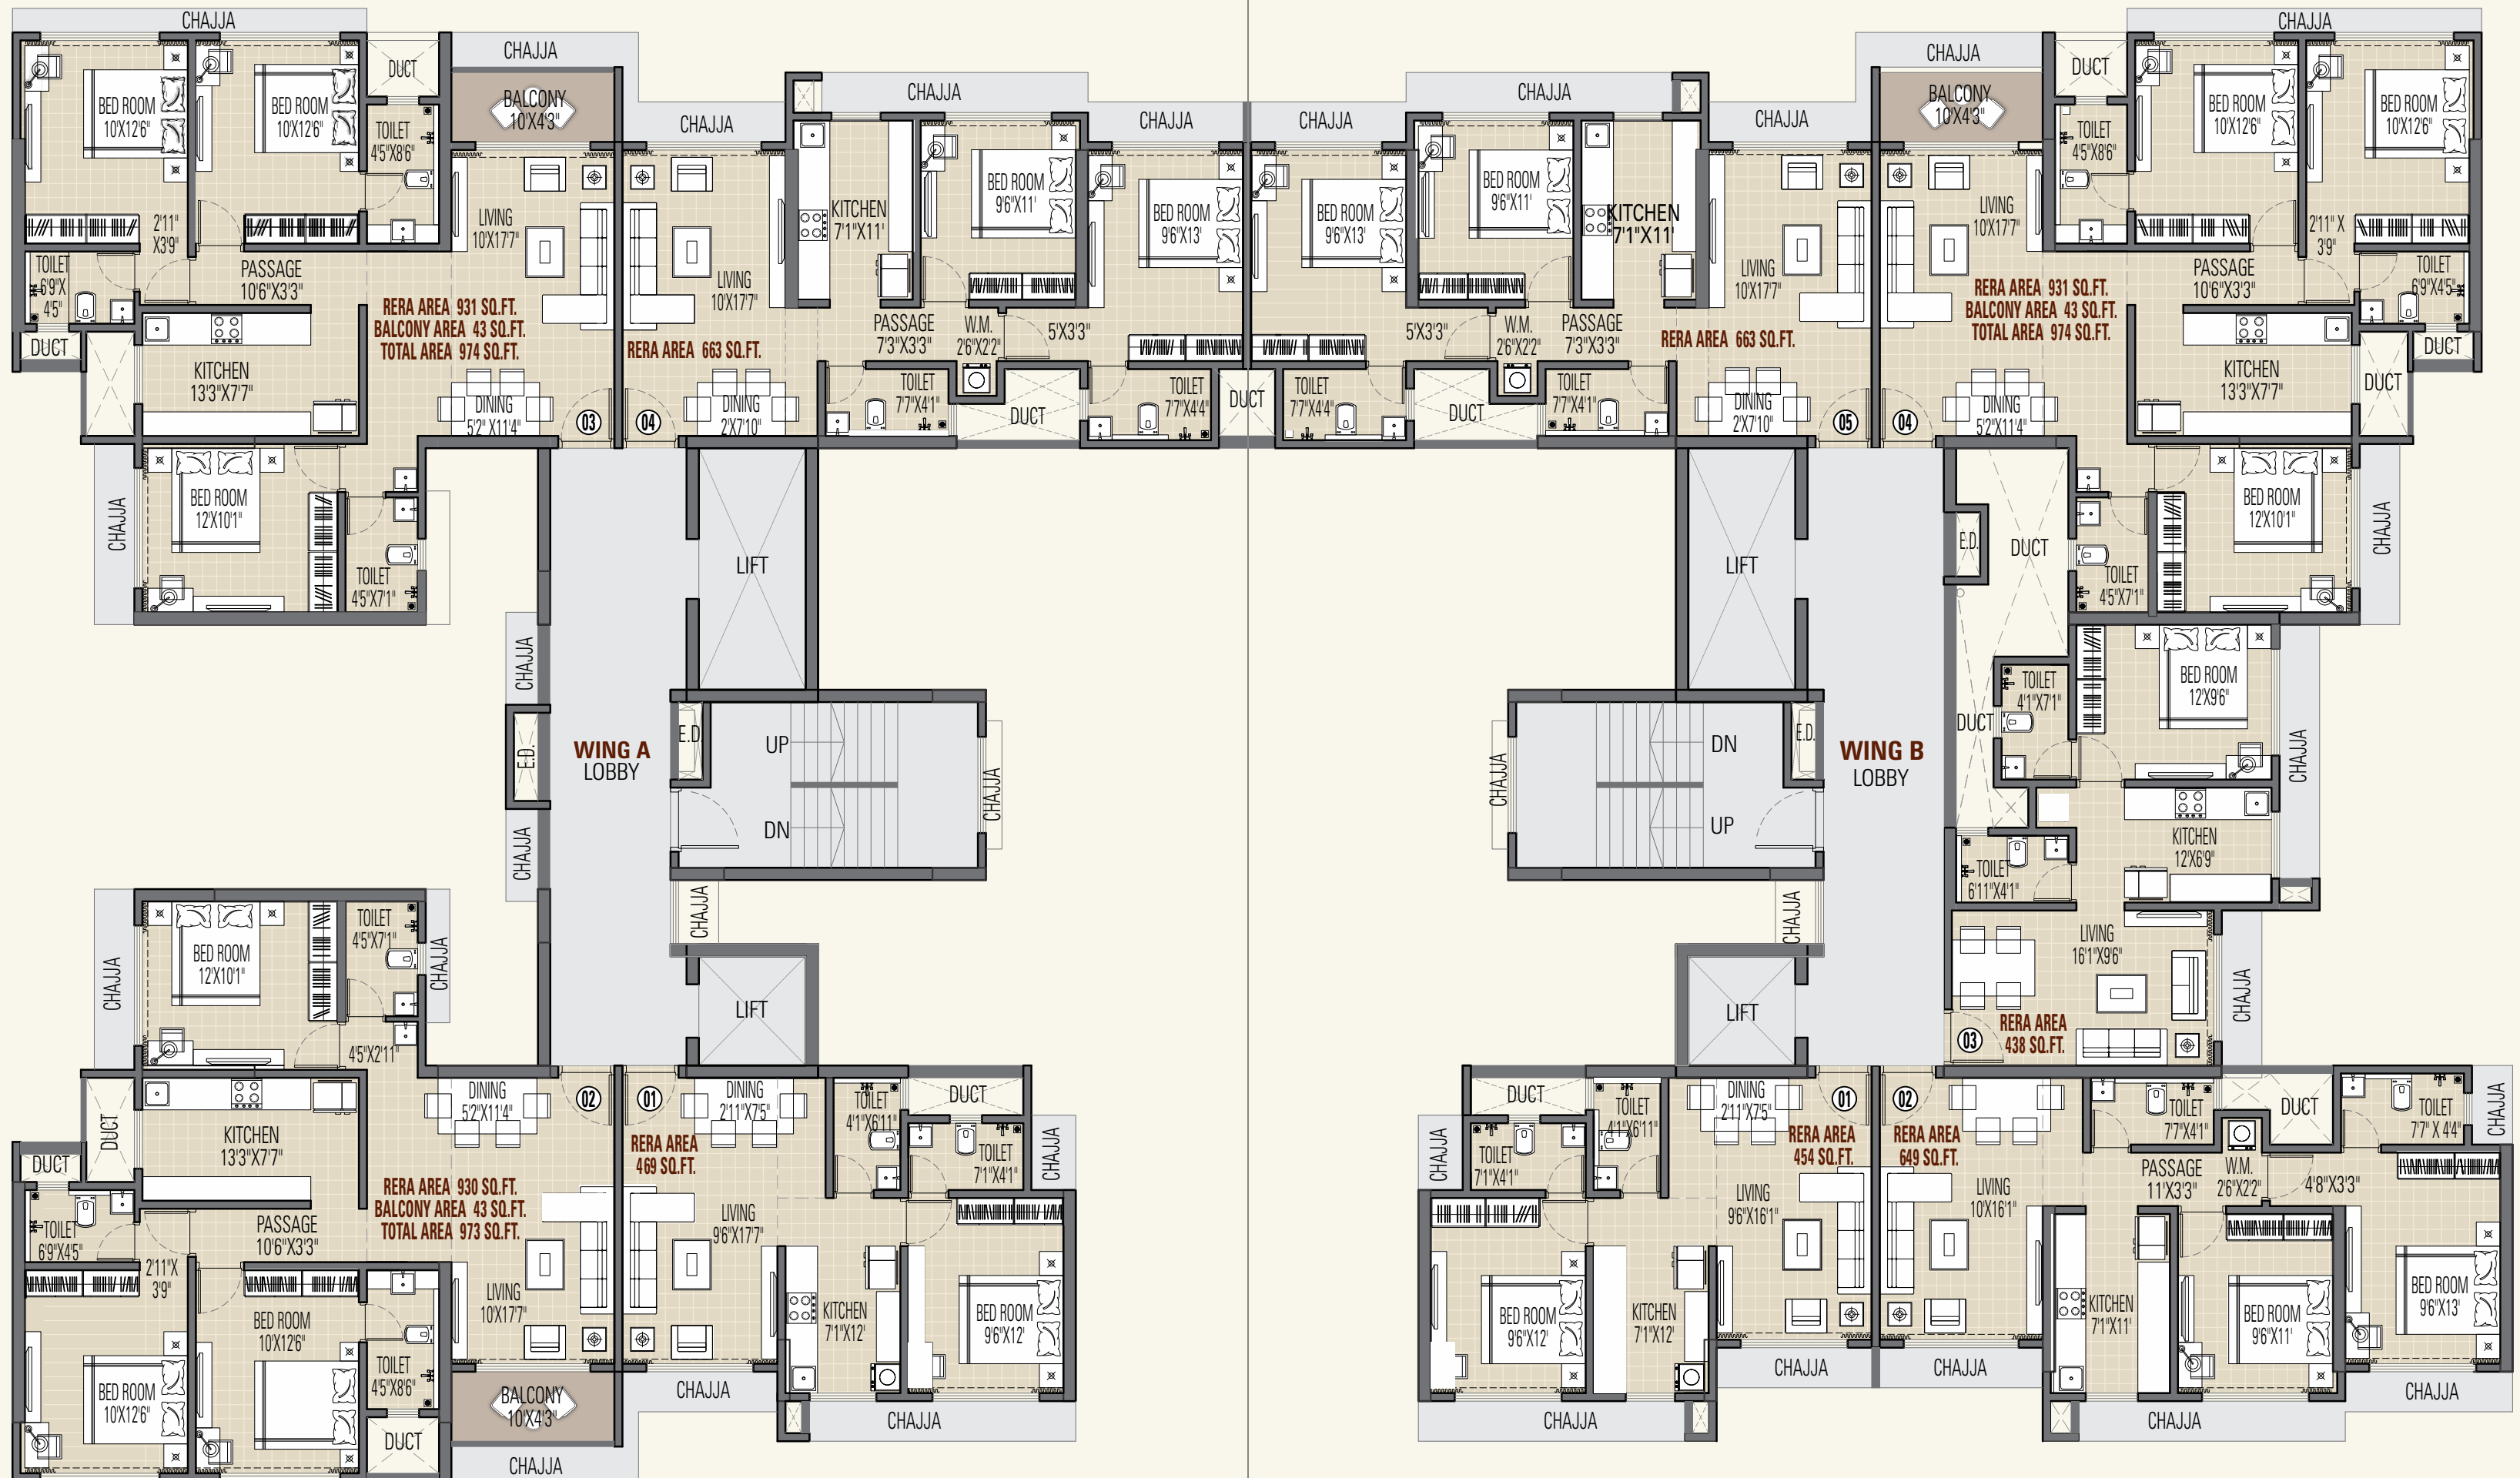 CHAJJA
BED ROOM
10'X12'6"
BED ROOM
10'X12'6"
DUCT
TOILET
4'5"X8'6"
2'11"
X3'9"
TOILET
6'9"X
4'5"
PASSAGE
10'6"X3'3"
DUCT
KITCHEN
13'3"X7'7"
CHAJJA
BED ROOM
12'X10'1"
TOILET
4'5"X7'1"
CHAJJA
BALCONY
10'X4'3"
LIVING
10'X17'7"
RERA AREA 931 SQ.FT.
BALCONY AREA 43 SQ.FT.
TOTAL AREA 974 SQ.FT.
DINING
5'2" X11'4"
03
CHAJJA
LIVING
10'X17'7"
RERA AREA 663 SQ.FT.
DINING
2'X7'10"
04
CHAJJA
KITCHEN
7'1"X11'
BED ROOM
9'6"X11'
CHAJJA
BED ROOM
9'6"X13'
PASSAGE
7'3"X3'3"
W.M.
2'6"X2'2"
5'X3'3"
TOILET
7'7"X4'1"
DUCT
TOILET
7'7"X4'4"
DUCT
CHAJJA
BED ROOM
9'6"X13'
CHAJJA
BED ROOM
9'6"X11'
KITCHEN
7'1"X11'
5'X3'3"
W.M.
2'6"X2'2"
PASSAGE
7'3"X3'3"
TOILET
7'7"X4'4"
DUCT
TOILET
7'7"X4'1"
CHAJJA
LIVING
10'X17'7"
RERA AREA 663 SQ.FT.
DINING
2'X7'10"
05
CHAJJA
BALCONY
10'X4'3"
LIVING
10'X17'7"
RERA AREA 931 SQ.FT.
BALCONY AREA 43 SQ.FT.
TOTAL AREA 974 SQ.FT.
04
DINING
5'2"X11'4"
CHAJJA
DUCT
TOILET
4'5"X8'6"
BED ROOM
10'X12'6"
BED ROOM
10'X12'6"
2'11" X
3'9"
PASSAGE
10'6"X3'3"
TOILET
6'9"X4'5"
DUCT
KITCHEN
13'3"X7'7"
DUCT
BED ROOM
12'X10'1"
TOILET
4'5"X7'1"
CHAJJA
LIFT
CHAJJA
E.D.
WING A
LOBBY
E.D.
UP
DN
CHAJJA
CHAJJA
CHAJJA
LIFT
LIFT
E.D.
DUCT
CHAJJA
DN
UP
E.D.
WING B
LOBBY
CHAJJA
LIFT
DUCT
TOILET
4'1"X7'1"
BED ROOM
12'X9'6"
CHAJJA
KITCHEN
12'X6'9"
TOILET
6'11"X4'1"
LIVING
16'1"X9'6"
RERA AREA
438 SQ.FT.
03
CHAJJA
CHAJJA
BED ROOM
12'X10'1"
TOILET
4'5"X7'1"
CHAJJA
4'5"X2'11"
DUCT
KITCHEN
13'3"X7'7"
DUCT
TOILET
6'9"X4'5"
PASSAGE
10'6"X3'3"
2'11"X
3'9"
BED ROOM
10'X12'6"
BED ROOM
10'X12'6"
TOILET
4'5"X8'6"
DUCT
DINING
5'2"X11'4"
02
RERA AREA 930 SQ.FT.
BALCONY AREA 43 SQ.FT.
TOTAL AREA 973 SQ.FT.
LIVING
10'X17'7"
BALCONY
10'X4'3"
CHAJJA
01
DINING
2'11"X7'5"
RERA AREA
469 SQ.FT.
LIVING
9'6"X17'7"
CHAJJA
TOILET
4'1"X6'11"
DUCT
TOILET
7'1"X4'1"
CHAJJA
KITCHEN
7'1"X12'
BED ROOM
9'6"X12'
CHAJJA
CHAJJA
DUCT
TOILET
7'1"X4'1"
TOILET
4'1"X6'11"
BED ROOM
9'6"X12'
KITCHEN
7'1"X12'
CHAJJA
DINING
2'11"X7'5"
01
RERA AREA
454 SQ.FT.
LIVING
9'6"X16'1"
CHAJJA
02
RERA AREA
649 SQ.FT.
LIVING
10'X16'1"
CHAJJA
TOILET
7'7"X4'1"
DUCT
TOILET
7'7" X 4'4"
CHAJJA
PASSAGE
11'X3'3"
W.M.
2'6"X2'2"
4'8"X3'3"
KITCHEN
7'1"X11'
BED ROOM
9'6"X11'
BED ROOM
9'6"X13'
CHAJJA
CHAJJA